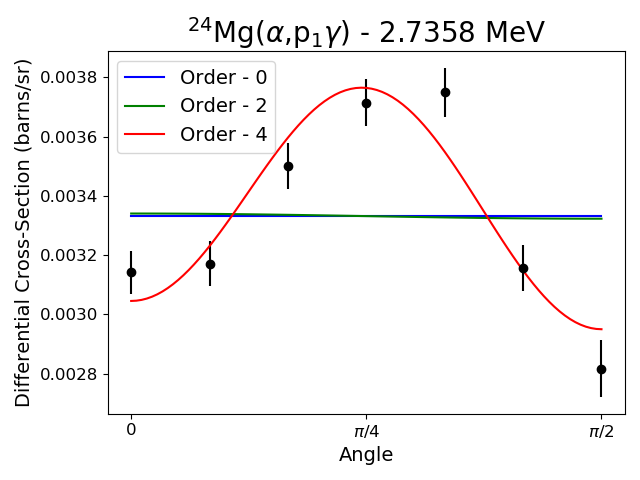 ²⁴Mg(α,p₁γ) - 2.7358 MeV
Order - 0
Order - 2
Order - 4
Differential Cross-Section (barns/sr)
0.0038
0.0036
0.0034
0.0032
0.0030
0.0028
0 π/4 π/2
Angle